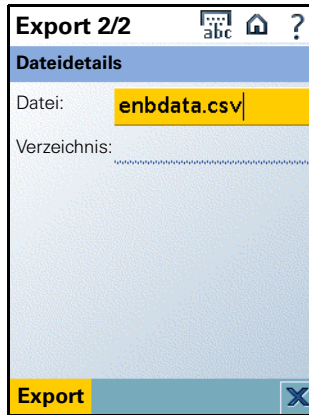 Export 2/2 abc ?
Dateidetails
Datei: enbdata.csv
Verzeichnis:
Export X